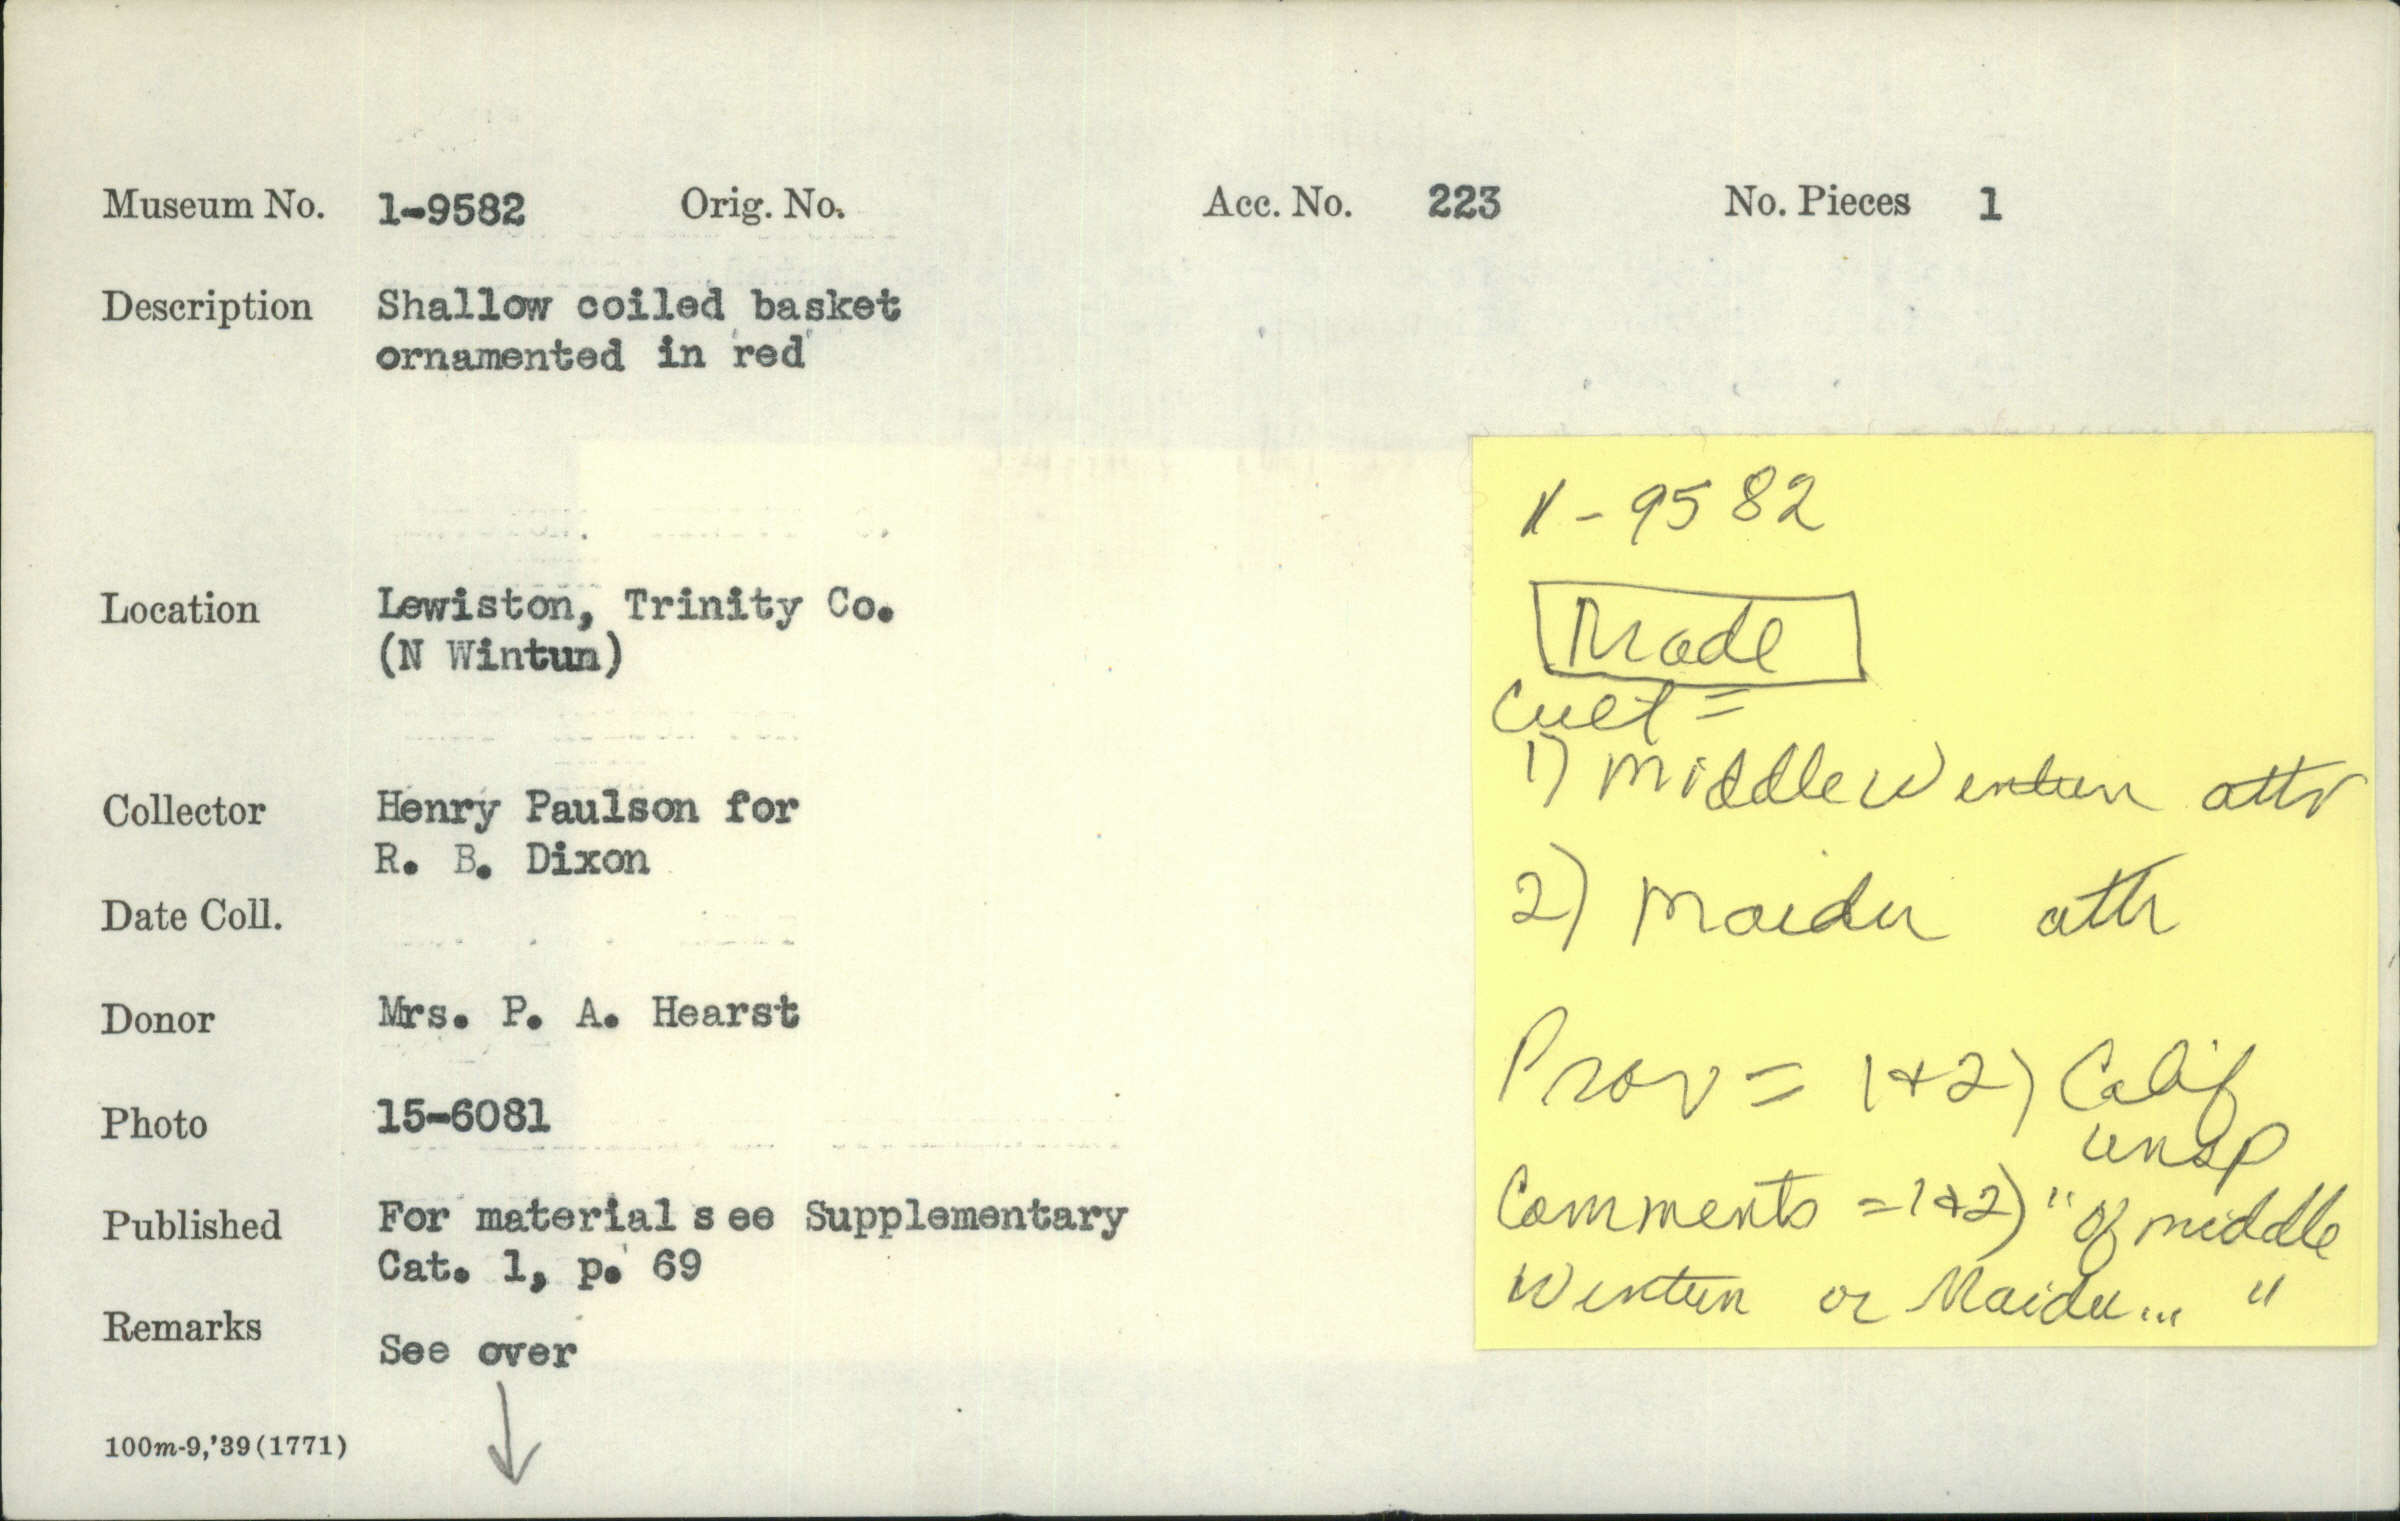 Museum No. 1-9582 Orig. No. Acc. No. 223 No. Pieces 1
Description Shallow coiled basket
ornamented in red
Location Lewiston, Trinity Co.
(N Wintun)
Collector Henry Paulson for
R. B. Dixon
Date Coll.
Donor Mrs. P. A. Hearst
Photo 15-6081
Published For material see Supplementary
Cat. 1, p. 69
Remarks See over
100m-9,'39(1771)
1-9582
Made
Cult =
1) Middle Wintun attr
2) Maidu attr
Prov = 1+2) Calif
unsp
Comments = 1+2) "of middle
Wintun or Maidu... "